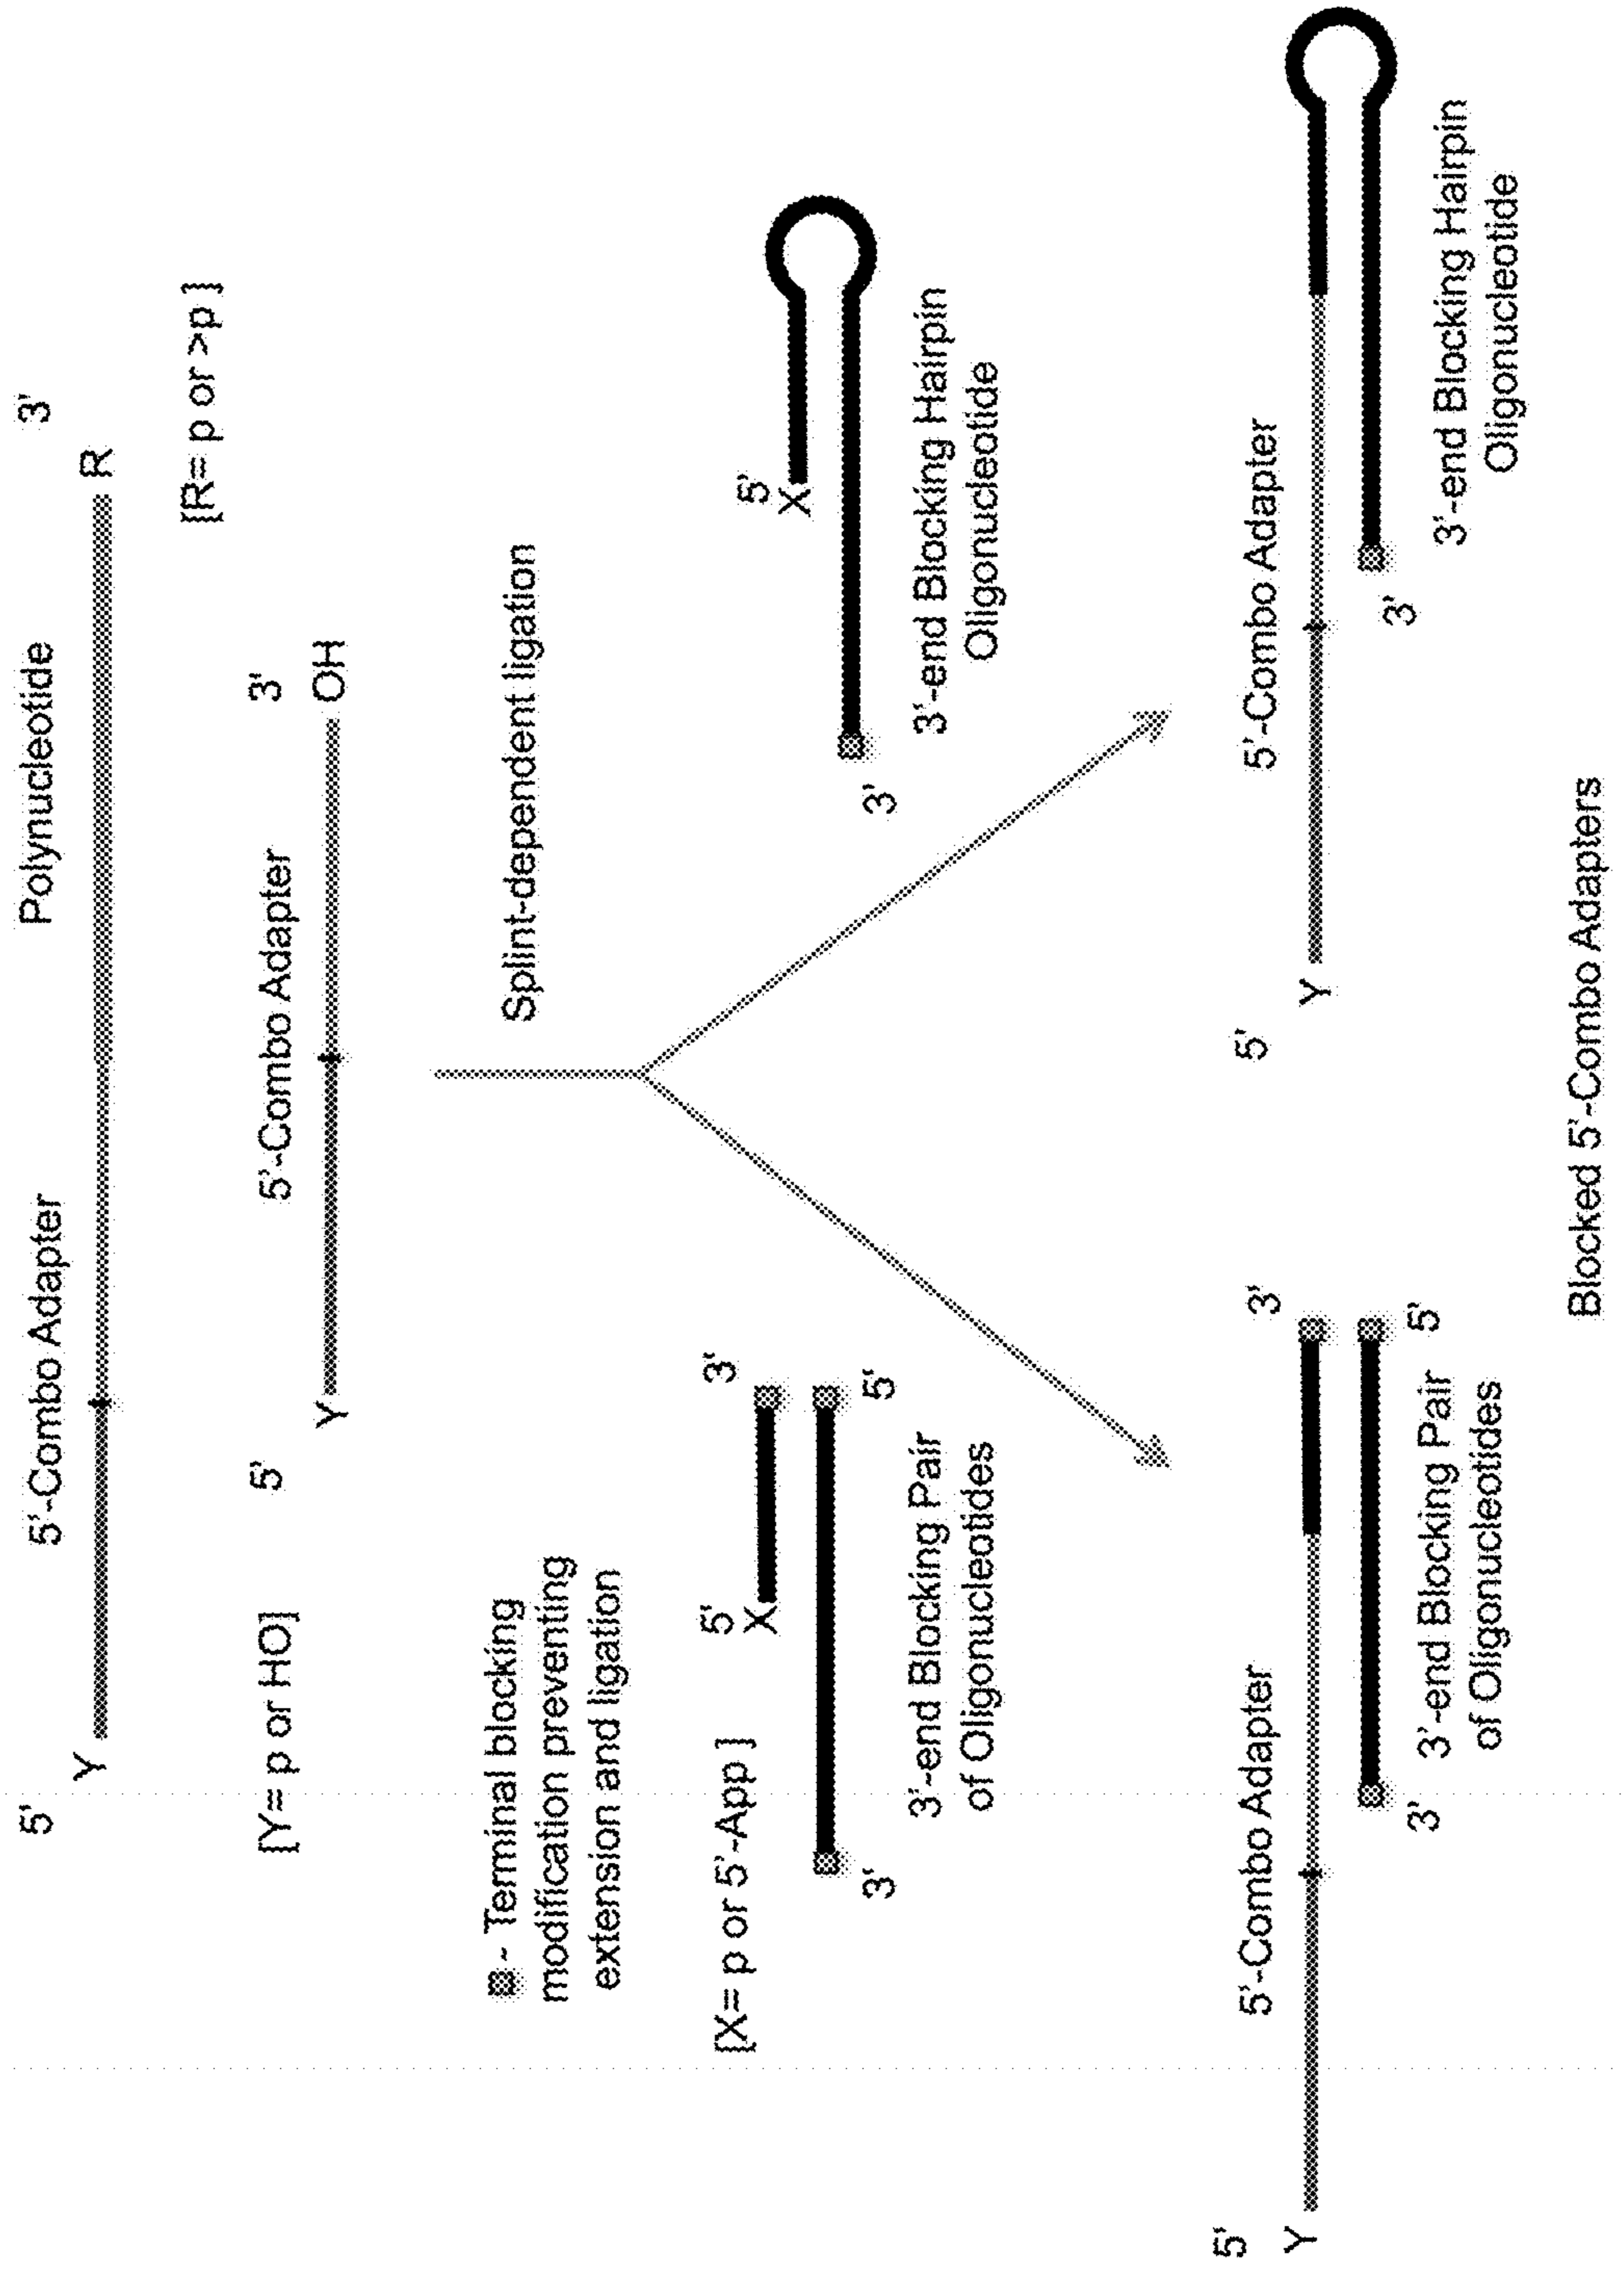 5'-Combo Adapter
Polynucleotide
5'
3'
Y
R
[R= p or >p ]
[Y= p or HO]
5'
5'-Combo Adapter
3'
Y
OH
- Terminal blocking
modification preventing
extension and ligation
Splint-dependent ligation
[X= p or 5'-App ]
5'
X
3'
3'
5'
3'-end Blocking Pair
of Oligonucleotides
5'
X
3'
3'-end Blocking Hairpin
Oligonucleotide
5'
Y
5'-Combo Adapter
3'
3'
5'
3'-end Blocking Pair
of Oligonucleotides
5'
Y
5'-Combo Adapter
3'
3'-end Blocking Hairpin
Oligonucleotide
Blocked 5'-Combo Adapters